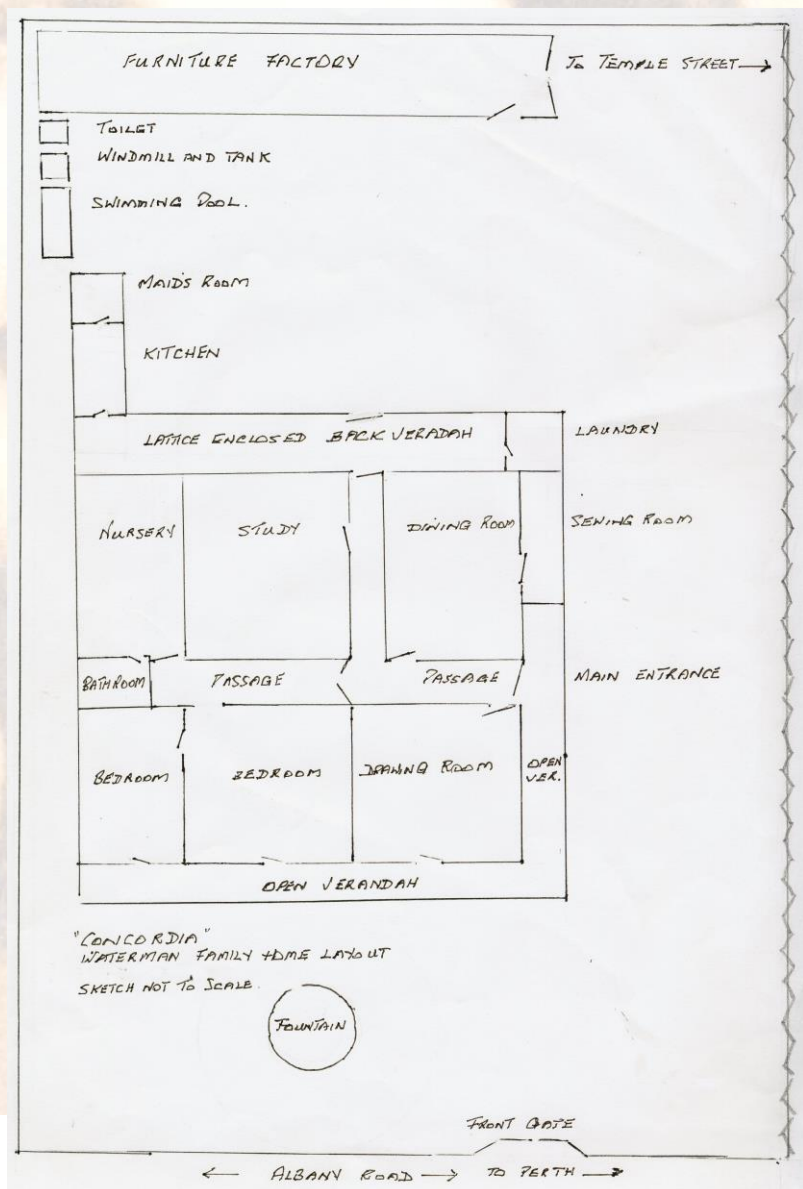 FURNITURE FACTORY
To TEMPLE STREET →
TOILET
WINDMILL AND TANK
SWIMMING POOL.
MAID'S ROOM
KITCHEN
LATTICE ENCLOSED BACK VERADAH
LAUNDRY
NURSERY
STUDY
DINING ROOM
SEWING ROOM
BATHROOM
PASSAGE
PASSAGE
MAIN ENTRANCE
BEDROOM
BEDROOM
DRAWING ROOM
OPEN
VER.
OPEN VERANDAH
"CONCORDIA"
WATERMAN FAMILY HOME LAYOUT
SKETCH NOT To SCALE.
FOUNTAIN
FRONT GATE
← ALBANY ROAD → TO PERTH →